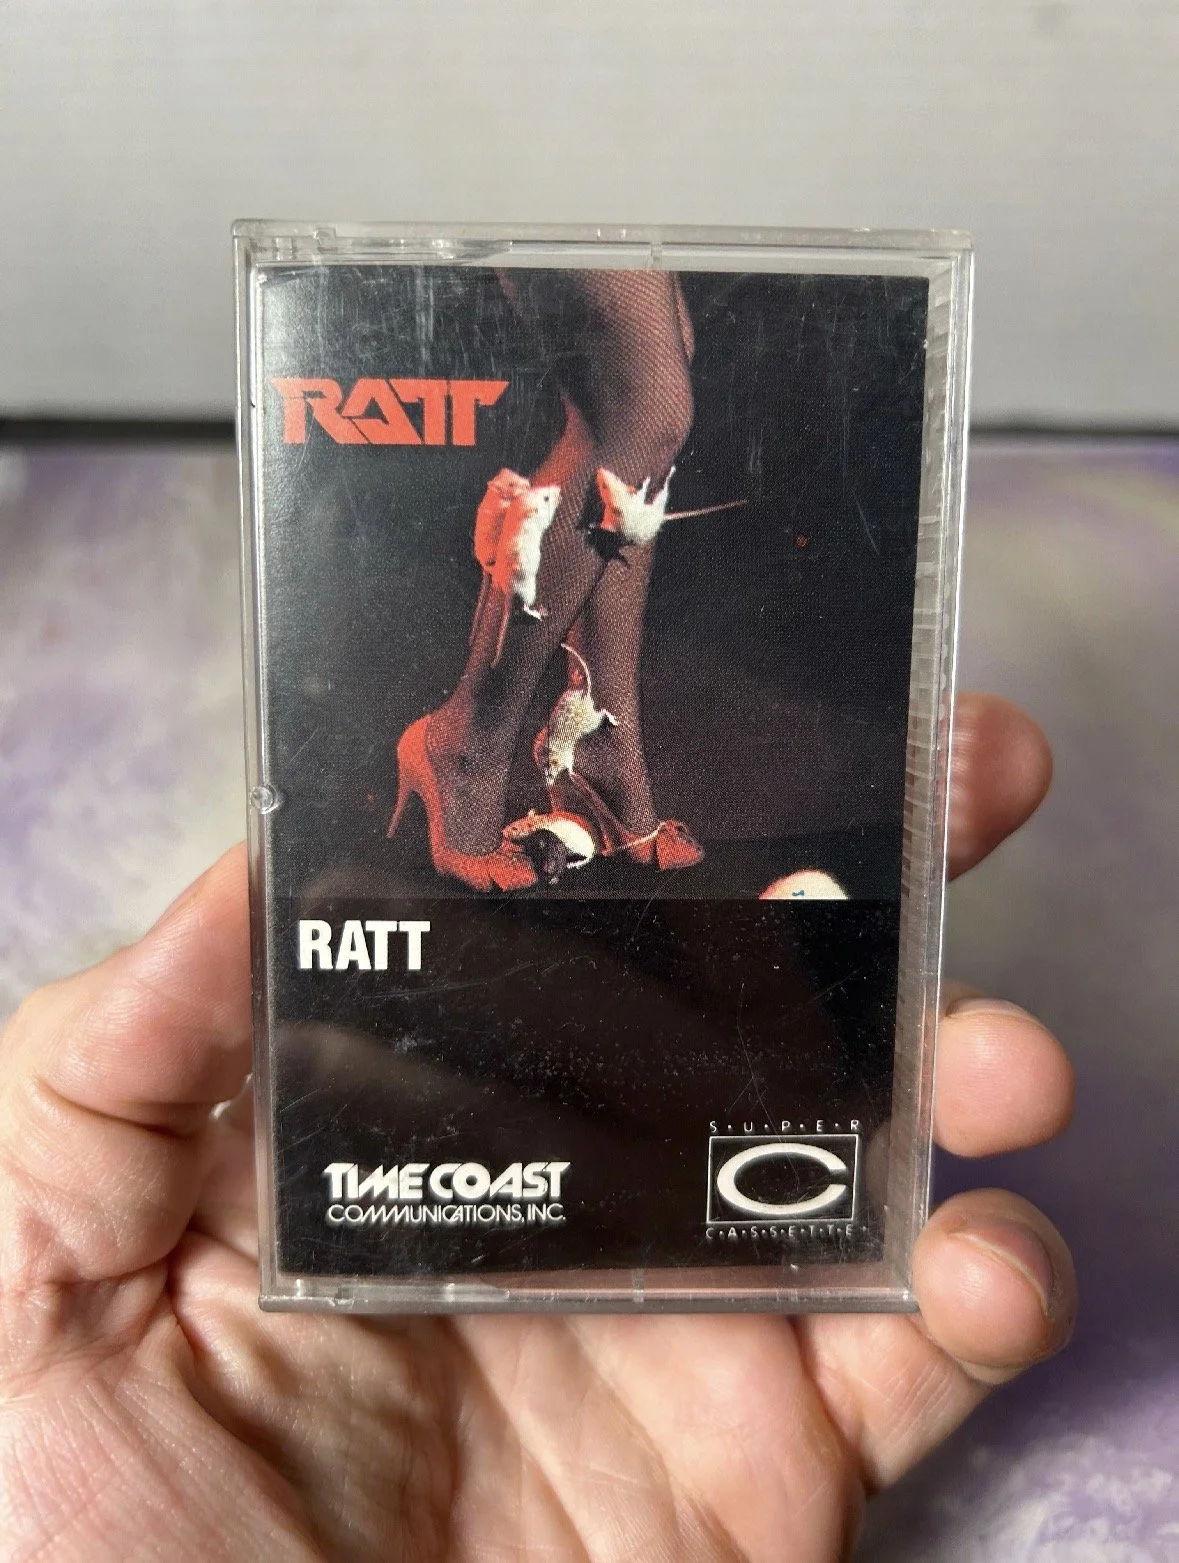 RATT
RATT
TIME COAST
COMMUNICATIONS, INC.
S·U·P·E·R
C
C·A·S·S·E·T·T·E